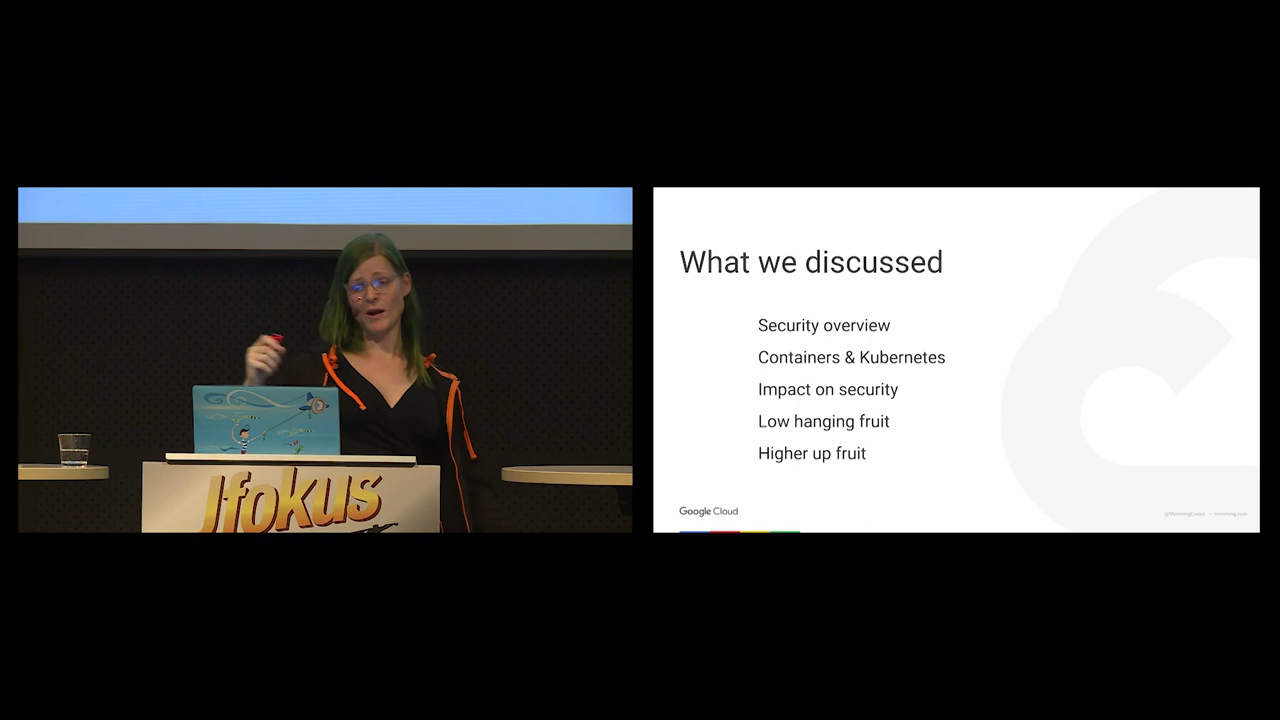 Jfokus
What we discussed
Security overview
Containers & Kubernetes
Impact on security
Low hanging fruit
Higher up fruit
Google Cloud